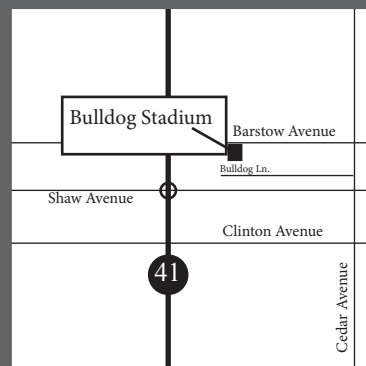 Bulldog Stadium
Barstow Avenue
Bulldog Ln.
Shaw Avenue
Clinton Avenue
41
Cedar Avenue